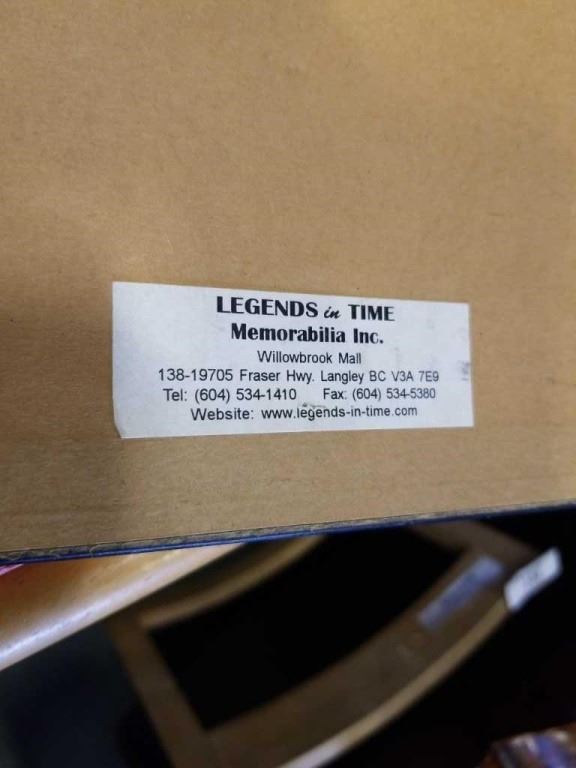 LEGENDS in TIME
Memorabilia Inc.
Willowbrook Mall
138-19705 Fraser Hwy. Langley BC V3A 7E9
Tel: (604) 534-1410 Fax: (604) 534-5380
Website: www.legends-in-time.com